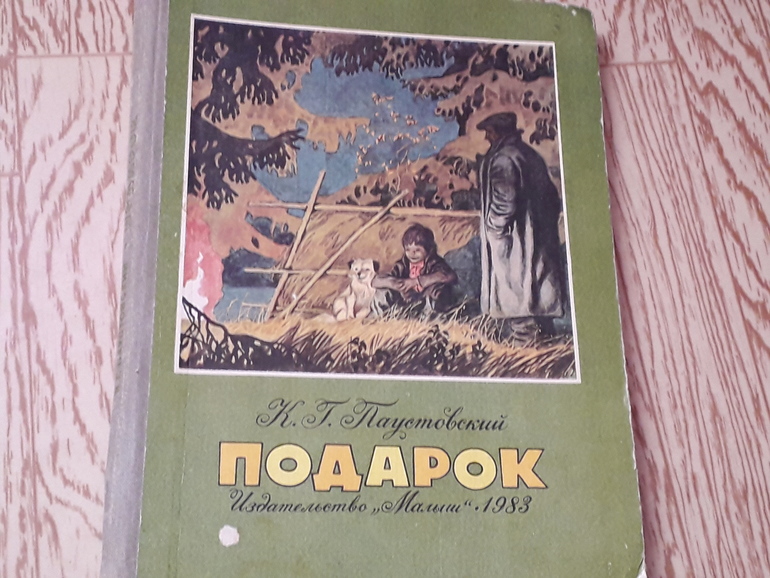 К. Г. Паустовский
ПОДАРОК
Издательство „Малыш“ · 1983